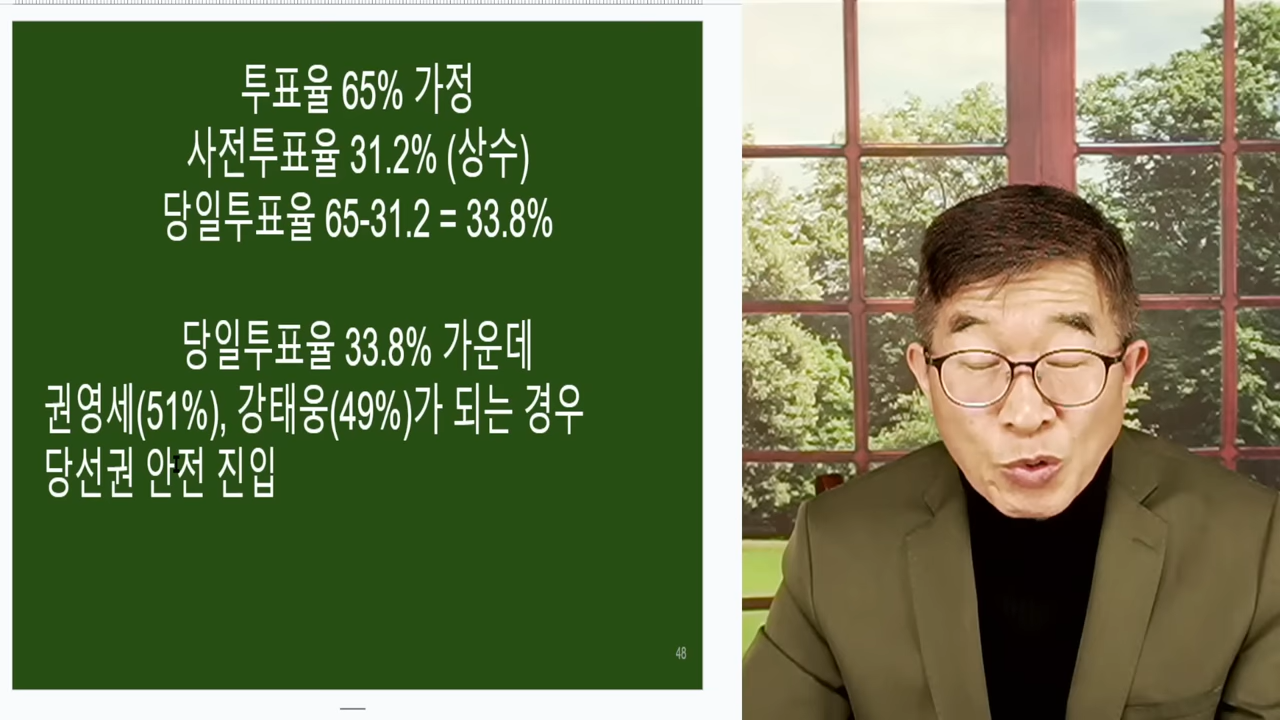 투표율 65% 가정
사전투표율 31.2% (상수)
당일투표율 65-31.2 = 33.8%
당일투표율 33.8% 가운데
권영세(51%), 강태웅(49%)가 되는 경우
당선권 안전 진입
48